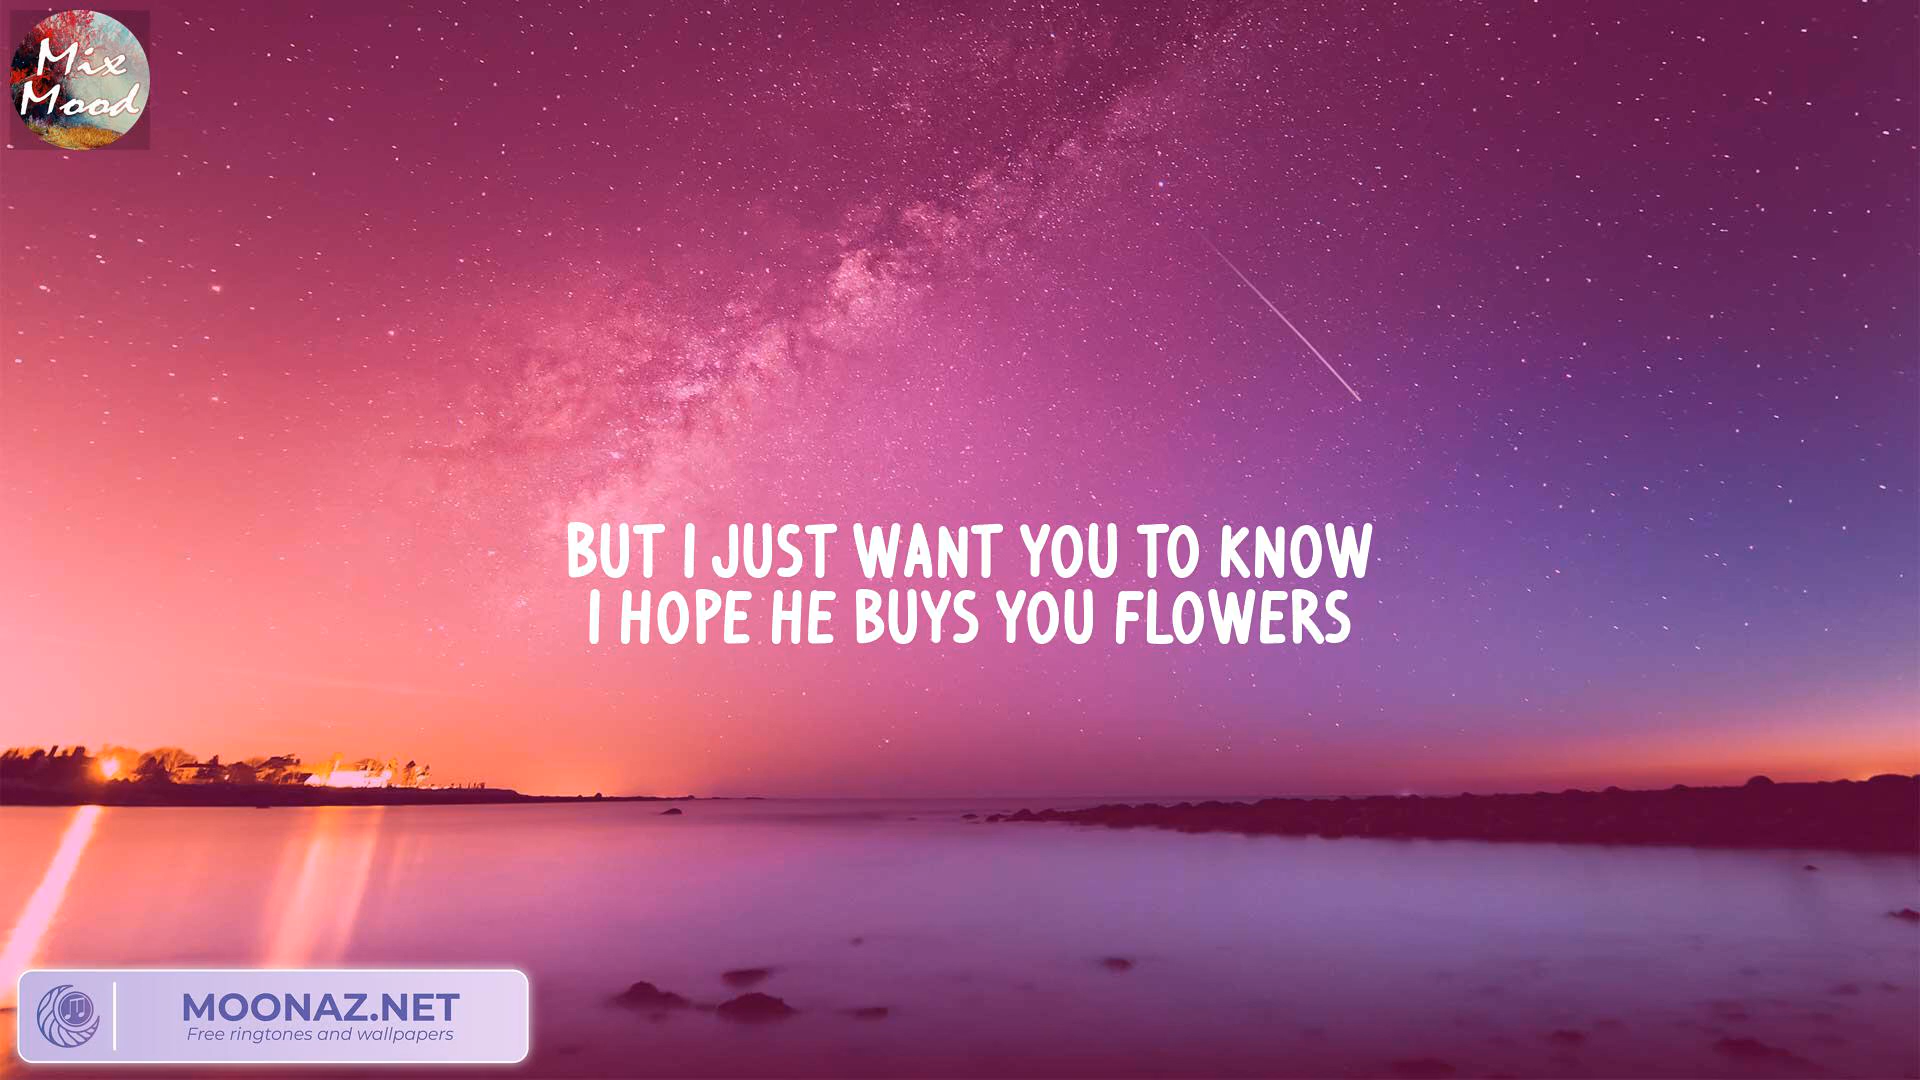 Mix
Mood
BUT I JUST WANT YOU TO KNOW
I HOPE HE BUYS YOU FLOWERS
MOONAZ.NET
Free ringtones and wallpapers